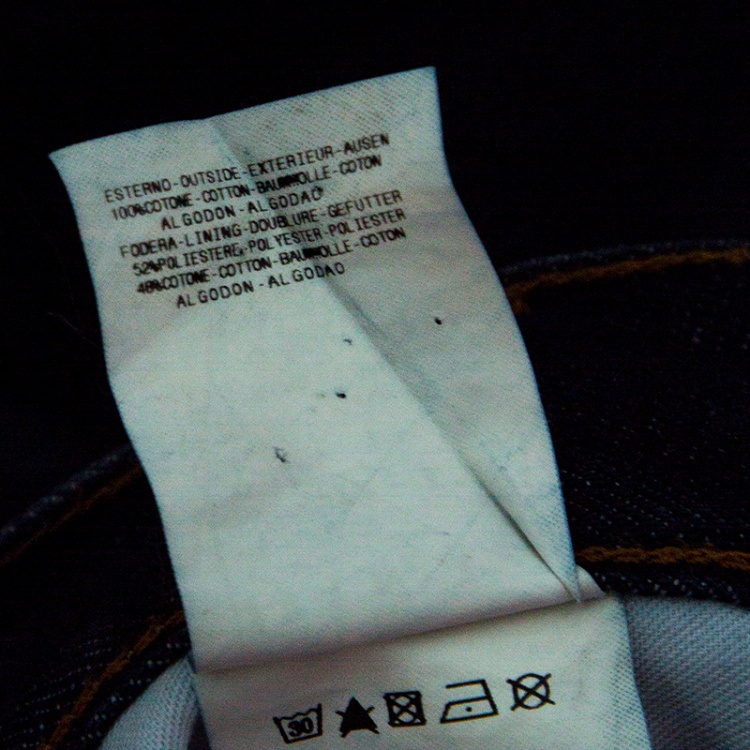 ESTERNO-OUTSIDE-EXTERIEUR-AUSEN
100%COTONE-COTTON-BAUMWOLLE-COTON
ALGODON-ALGODAO
FODERA-LINING-DOUBLURE-GEFUTTER
52%POLIESTERE-POLYESTER-POLIESTER
48%COTONE-COTTON-BAUMWOLLE-COTON
ALGODON-ALGODAO
30